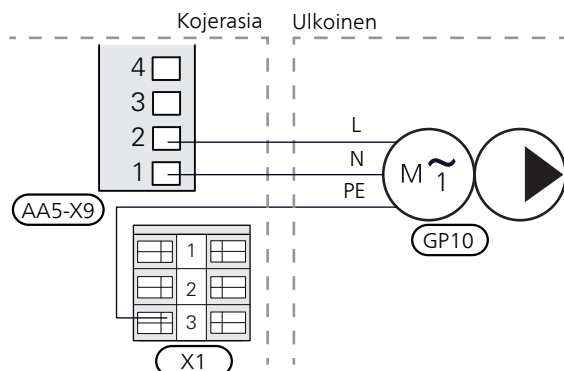 Kojerasia
Ulkoinen
4
3
2
1
L
N
PE
M ~ 1
AA5-X9
GP10
1
2
3
X1